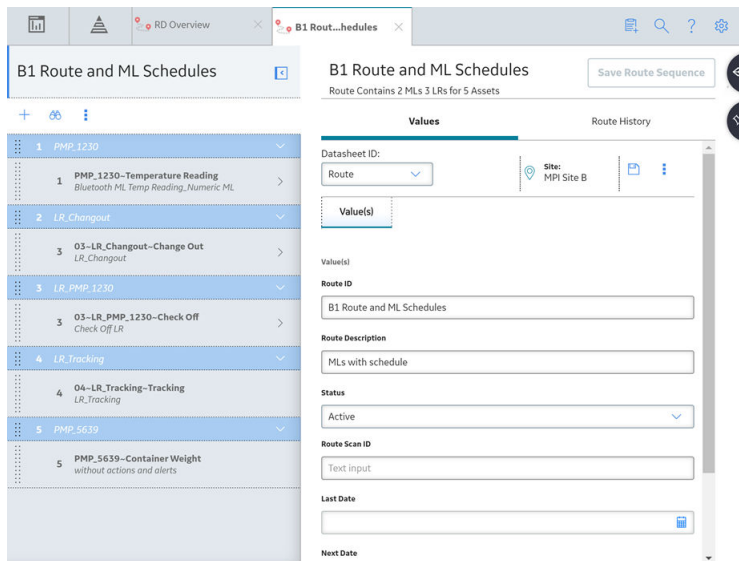 RD Overview
B1 Rout...hedules
B1 Route and ML Schedules
1 PMP_1230
1 PMP_1230~Temperature Reading
Bluetooth ML Temp Reading_Numeric ML
2 LR_Changout
3 03~LR_Changout~Change Out
LR_Changout
3 LR_PMP_1230
3 03~LR_PMP_1230~Check Off
Check Off LR
4 LR_Tracking
4 04~LR_Tracking~Tracking
LR_Tracking
5 PMP_5639
5 PMP_5639~Container Weight
without actions and alerts
B1 Route and ML Schedules
Route Contains 2 MLs 3 LRs for 5 Assets
Save Route Sequence
Values
Route History
Datasheet ID:
Route
Site:
MPI Site B
Value(s)
Value(s)
Route ID
B1 Route and ML Schedules
Route Description
MLs with schedule
Status
Active
Route Scan ID
Text input
Last Date
Next Date